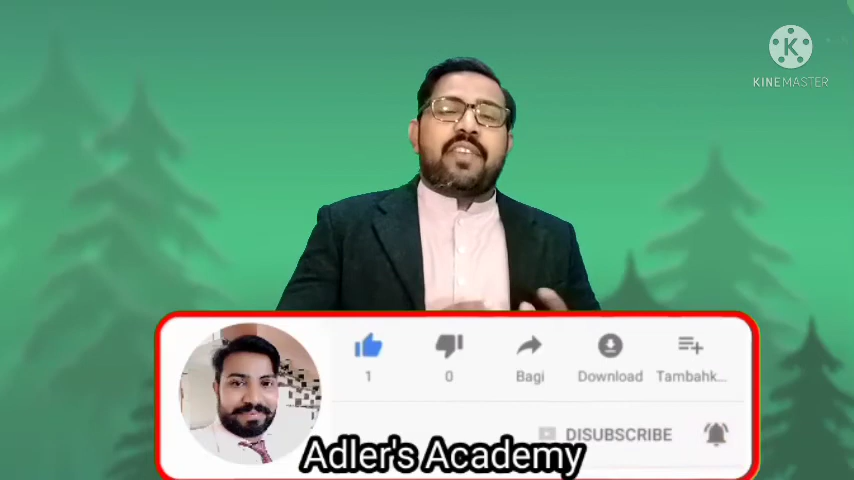 K
KINEMASTER
1
0
Bagi
Download
Tambahk...
DISUBSCRIBE
Adler's Academy